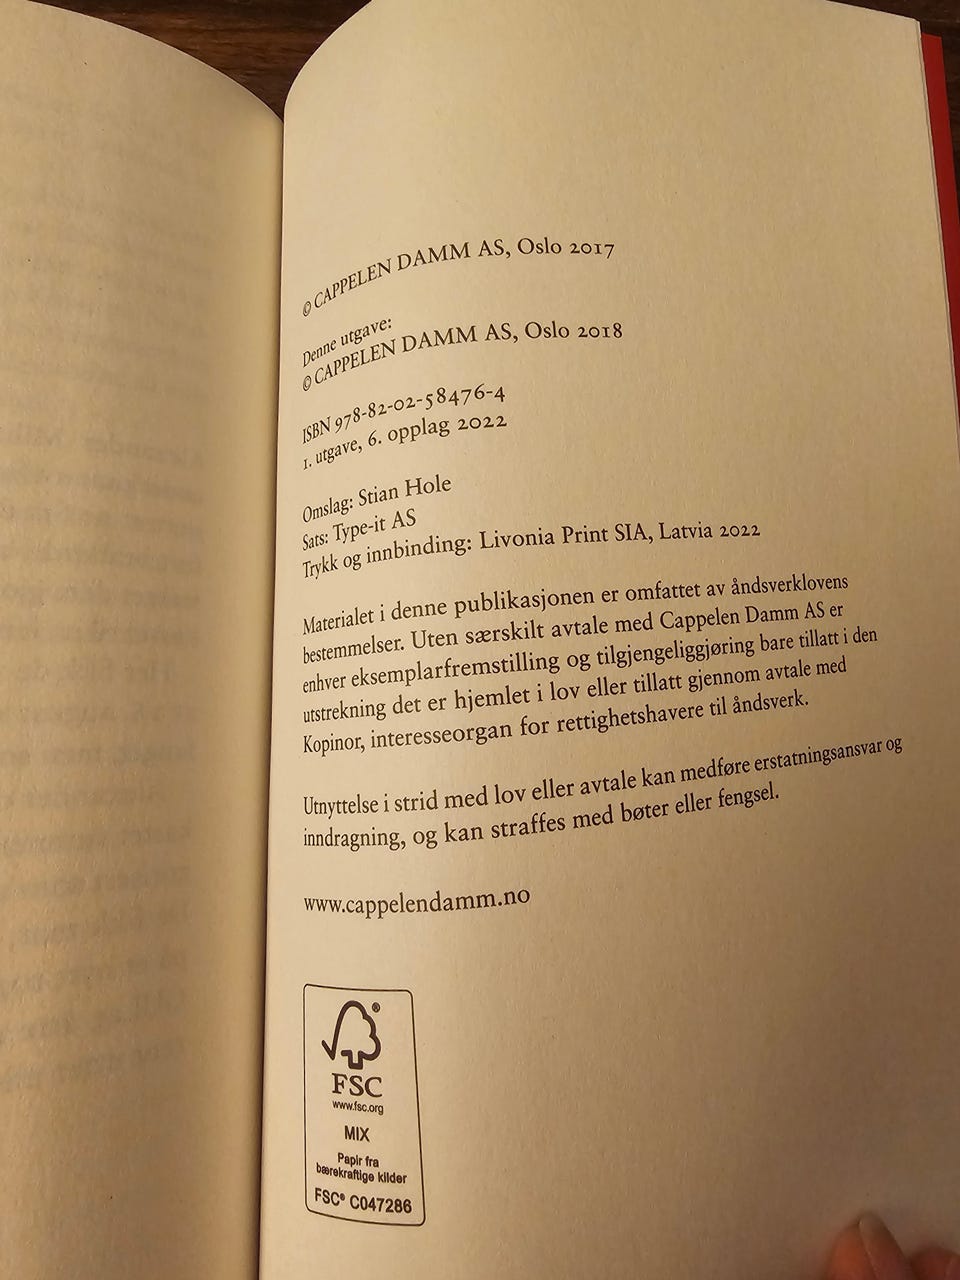 © CAPPELEN DAMM AS, Oslo 2017
Denne utgave:
© CAPPELEN DAMM AS, Oslo 2018
ISBN 978-82-02-58476-4
1. utgave, 6. opplag 2022
Omslag: Stian Hole
Sats: Type-it AS
Trykk og innbinding: Livonia Print SIA, Latvia 2022
Materialet i denne publikasjonen er omfattet av åndsverklovens
bestemmelser. Uten særskilt avtale med Cappelen Damm AS er
enhver eksemplarfremstilling og tilgjengeliggjøring bare tillatt i den
utstrekning det er hjemlet i lov eller tillatt gjennom avtale med
Kopinor, interesseorgan for rettighetshavere til åndsverk.
Utnyttelse i strid med lov eller avtale kan medføre erstatningsansvar og
inndragning, og kan straffes med bøter eller fengsel.
www.cappelendamm.no
®
FSC
www.fsc.org
MIX
Papir fra
bærekraftige kilder
FSC® C047286